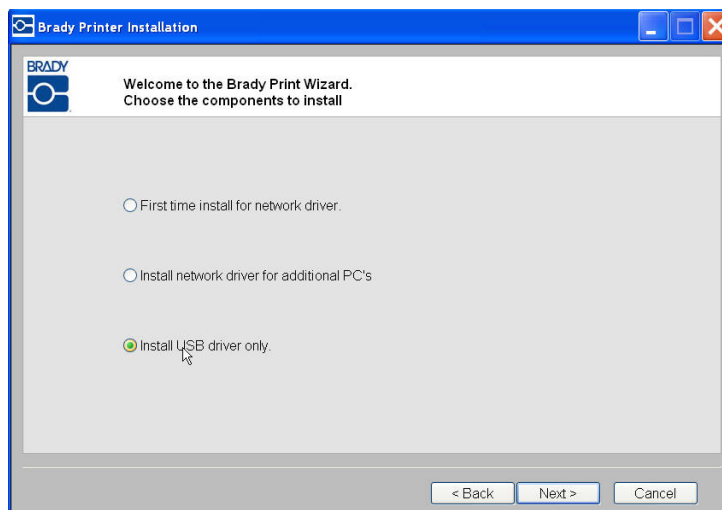 Brady Printer Installation
BRADY
Welcome to the Brady Print Wizard.
Choose the components to install
First time install for network driver.
Install network driver for additional PC's
Install USB driver only.
< Back
Next >
Cancel